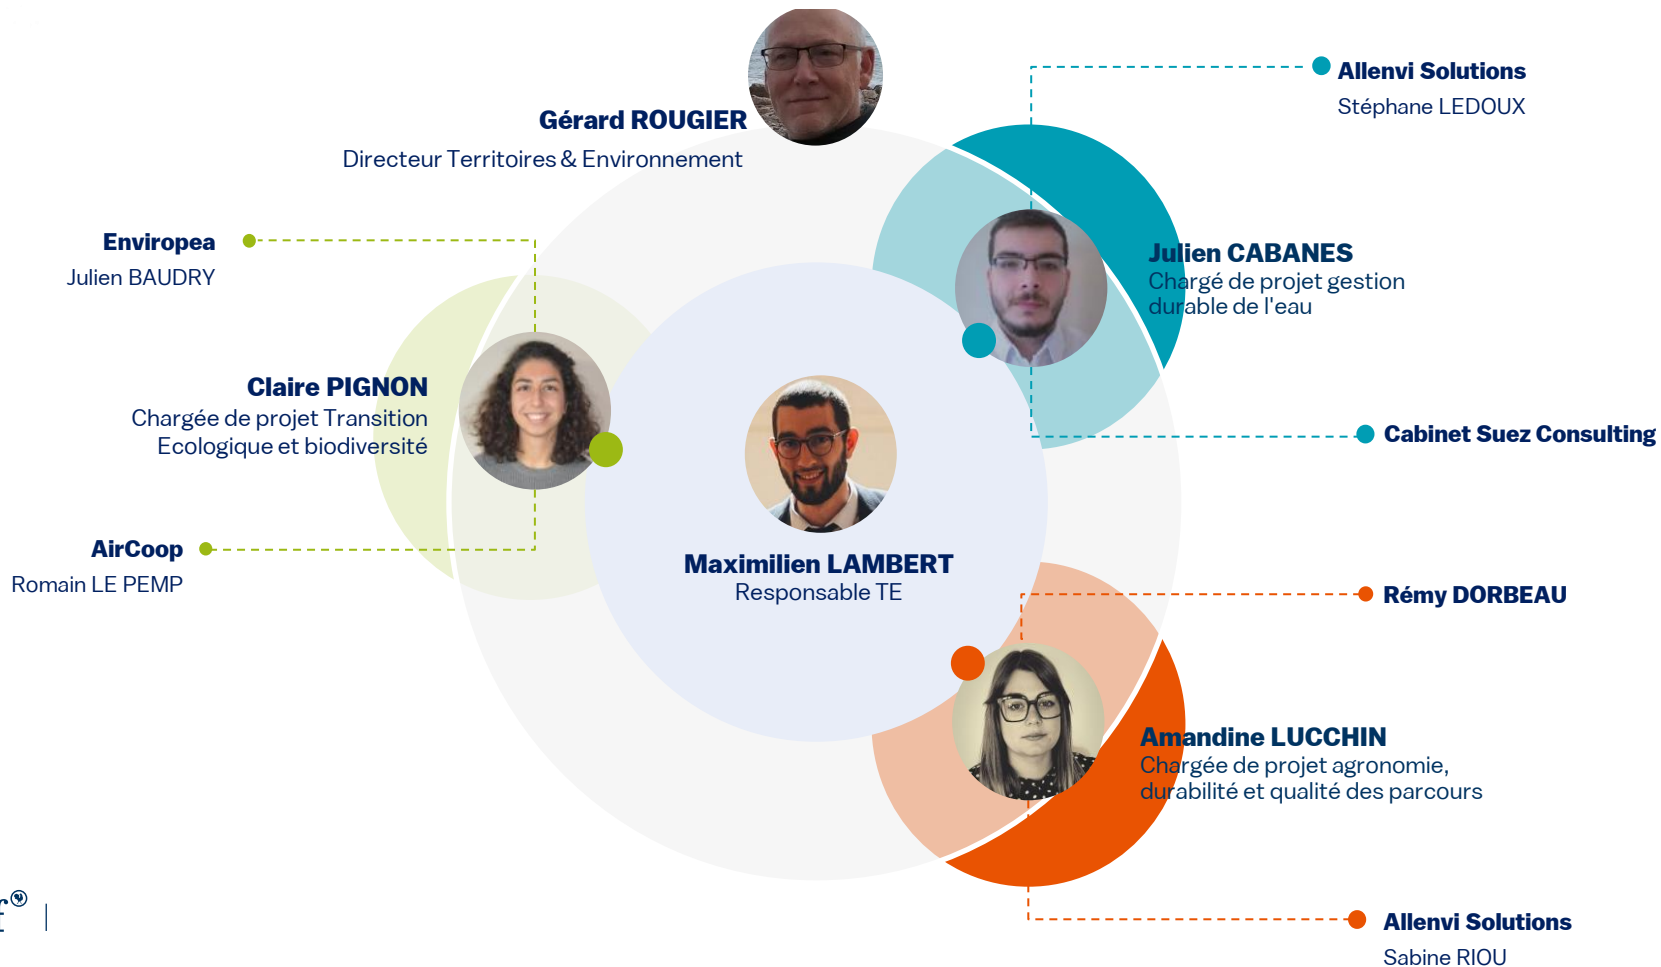 Gérard ROUGIER
Directeur Territoires & Environnement
Allenvi Solutions
Stéphane LEDOUX
Enviropea
Julien BAUDRY
Julien CABANES
Chargé de projet gestion
durable de l'eau
Claire PIGNON
Chargée de projet Transition
Ecologique et biodiversité
Cabinet Suez Consulting
AirCoop
Romain LE PEMP
Maximilien LAMBERT
Responsable TE
Rémy DORBEAU
Amandine LUCCHIN
Chargée de projet agronomie,
durabilité et qualité des parcours
Allenvi Solutions
Sabine RIOU